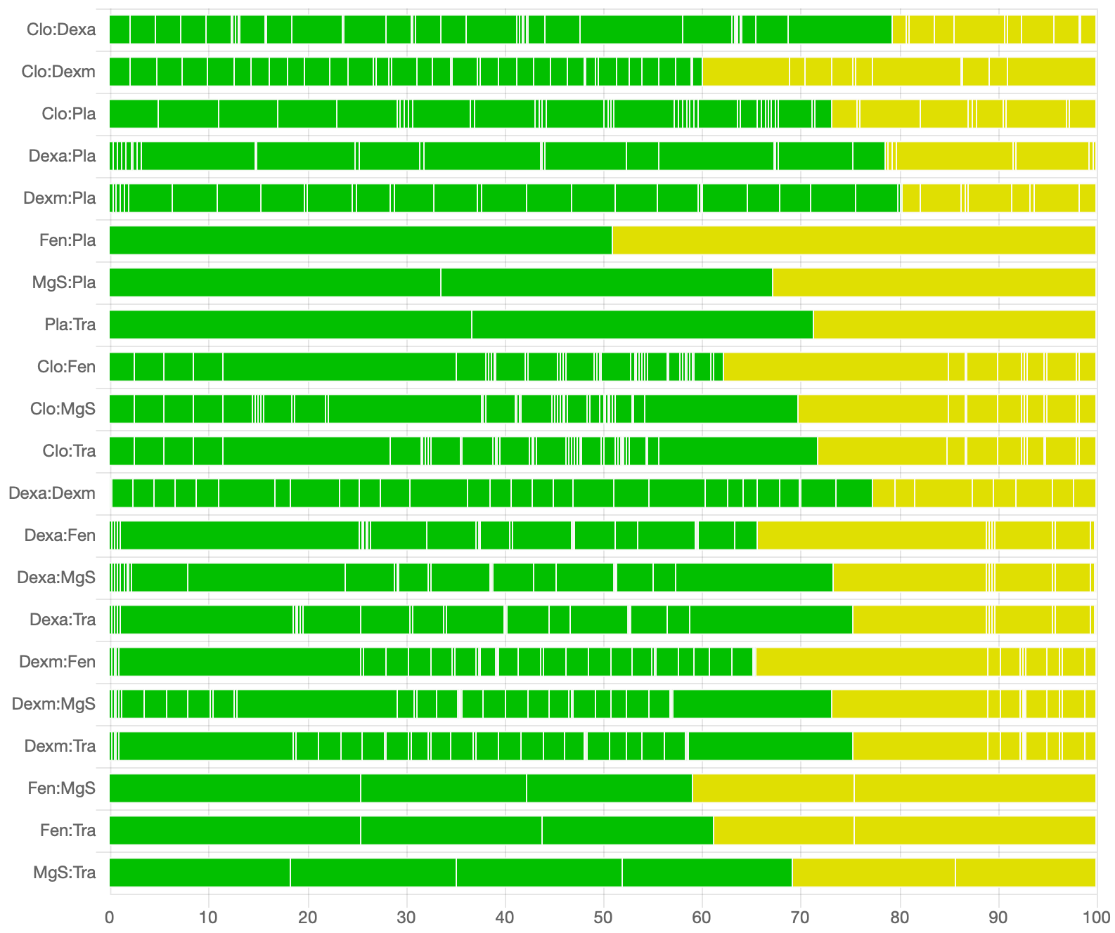 Clo:Dexa
Clo:Dexm
Clo:Pla
Dexa:Pla
Dexm:Pla
Fen:Pla
MgS:Pla
Pla:Tra
Clo:Fen
Clo:MgS
Clo:Tra
Dexa:Dexm
Dexa:Fen
Dexa:MgS
Dexa:Tra
Dexm:Fen
Dexm:MgS
Dexm:Tra
Fen:MgS
Fen:Tra
MgS:Tra
0 10 20 30 40 50 60 70 80 90 100